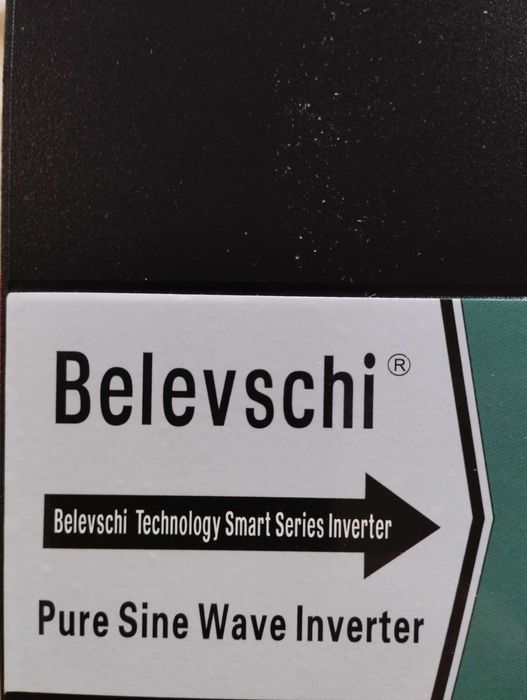 Belevschi®
Belevschi Technology Smart Series Inverter
Pure Sine Wave Inverter